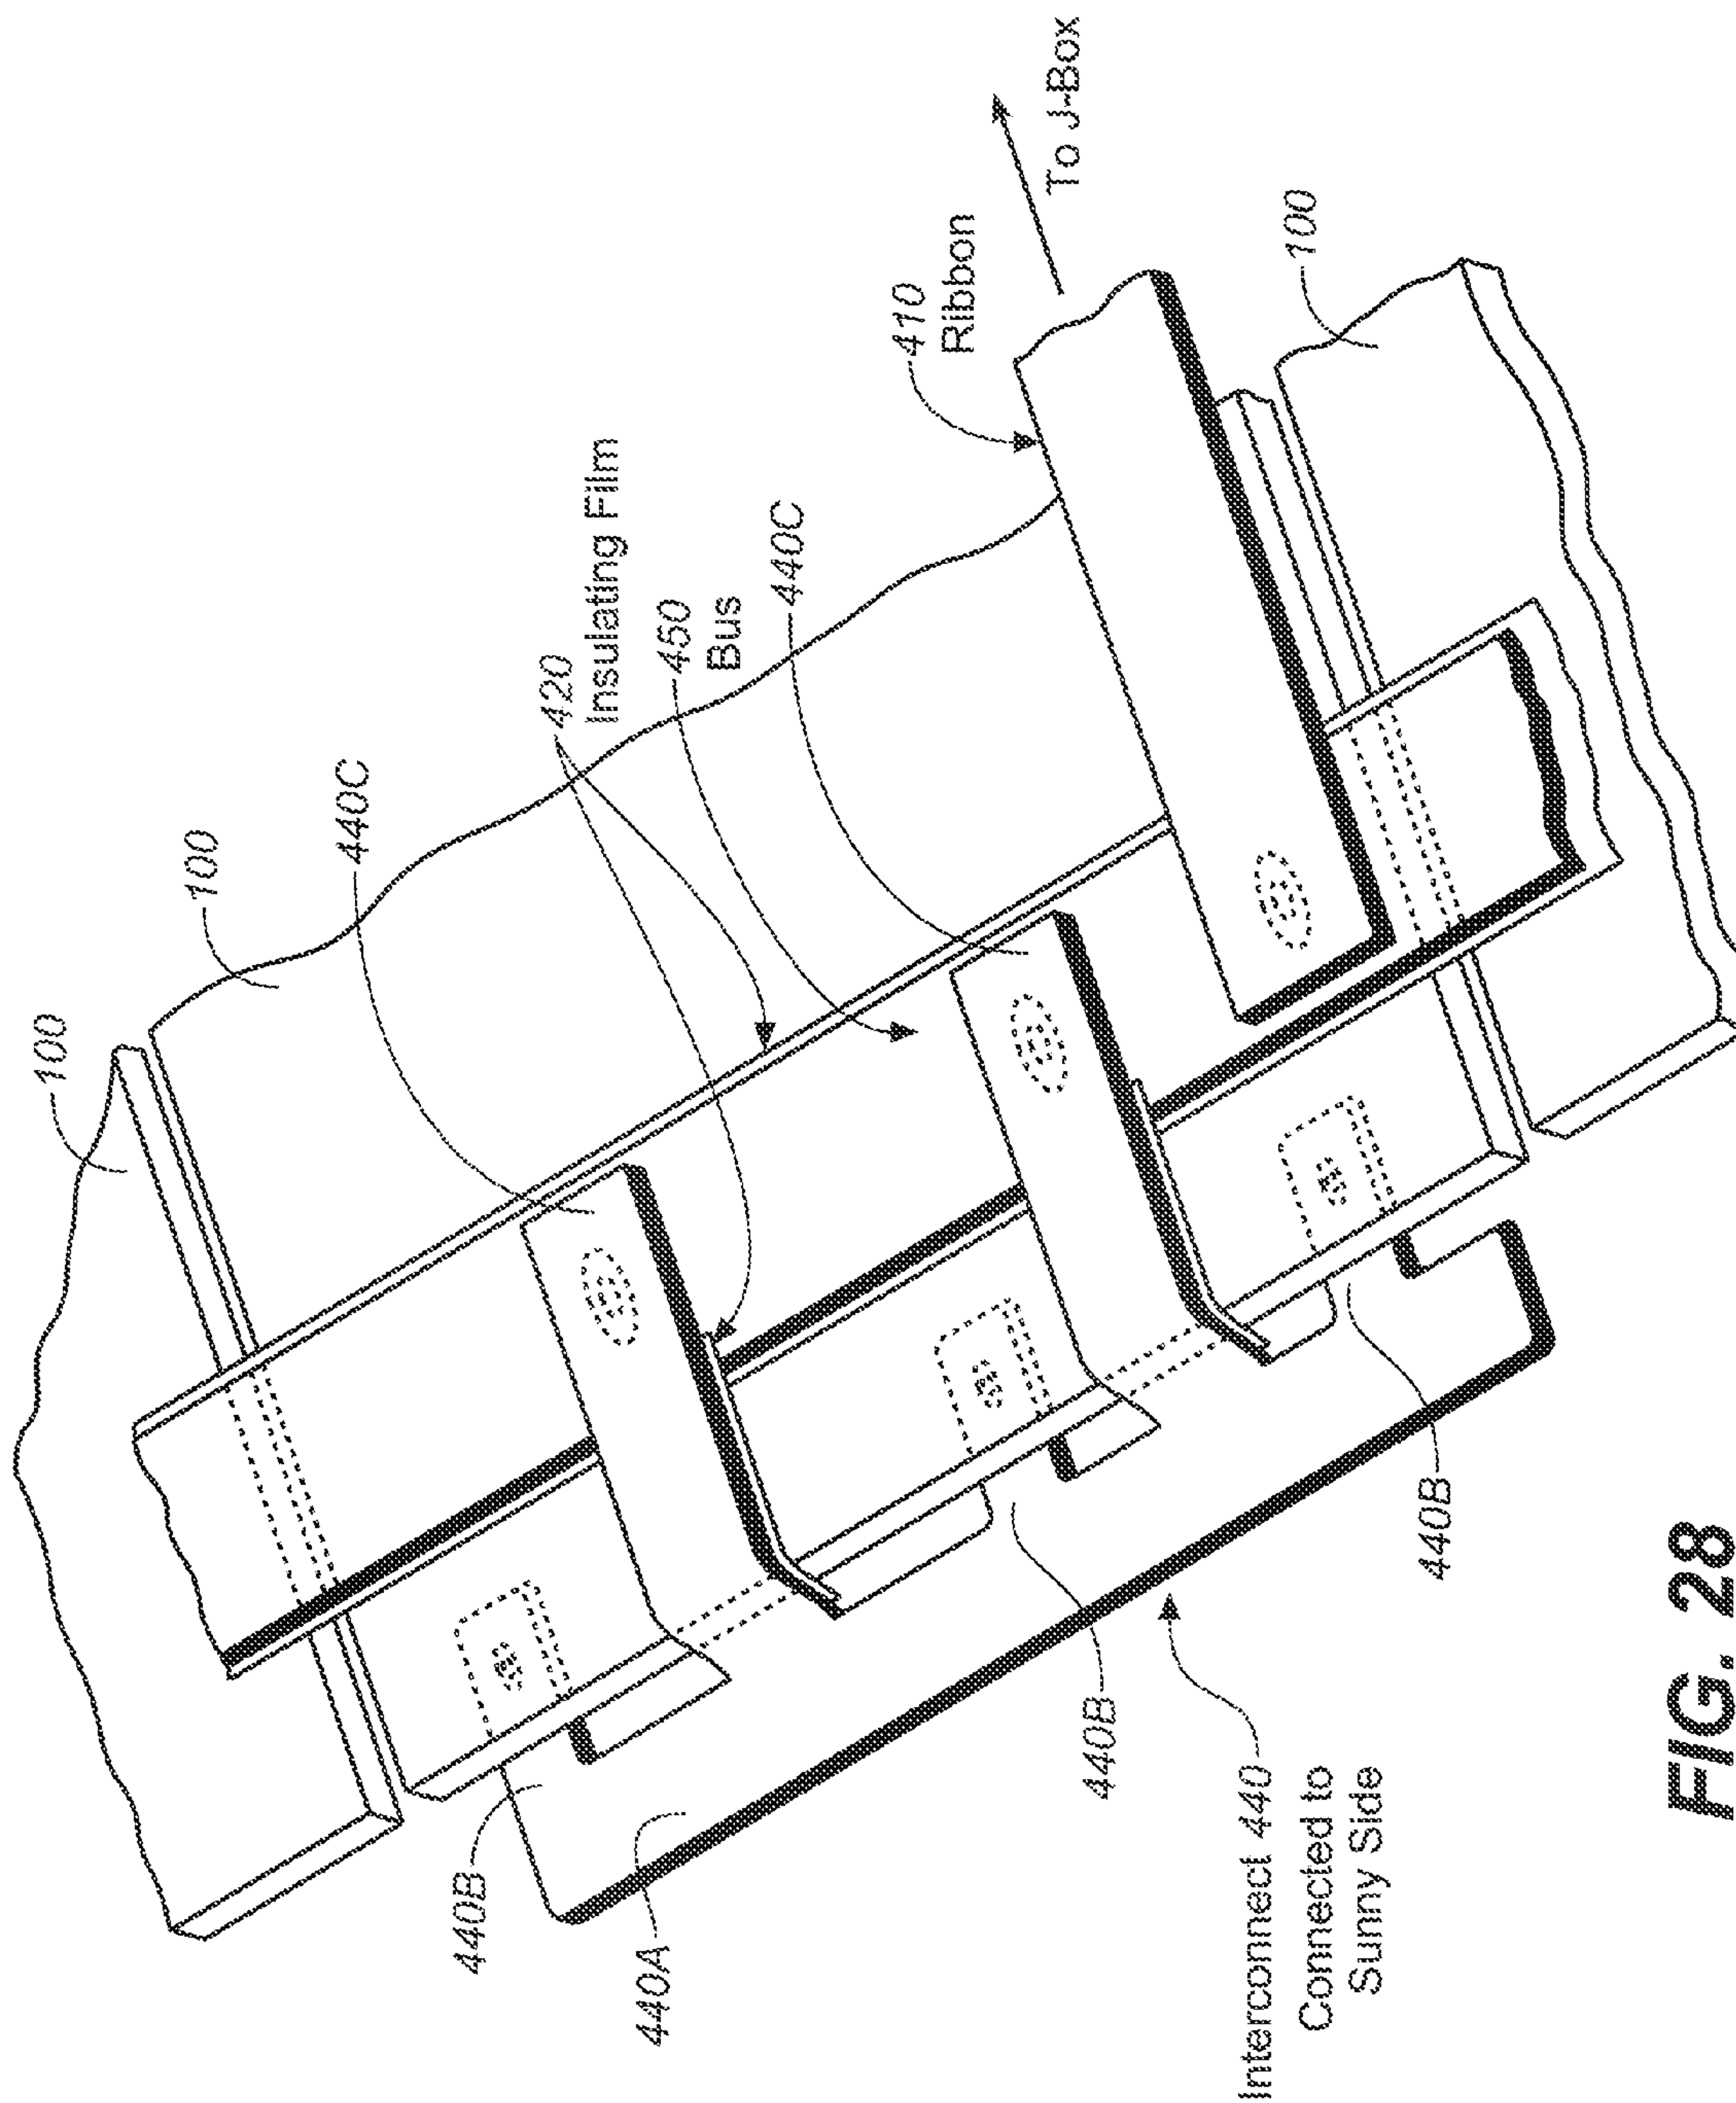 100
100
440C
420
Insulating Film
450
Bus
440C
410
Ribbon
To J-Box
100
440B
440A
440B
440B
Interconnect 440
Connected to
Sunny Side
FIG. 28